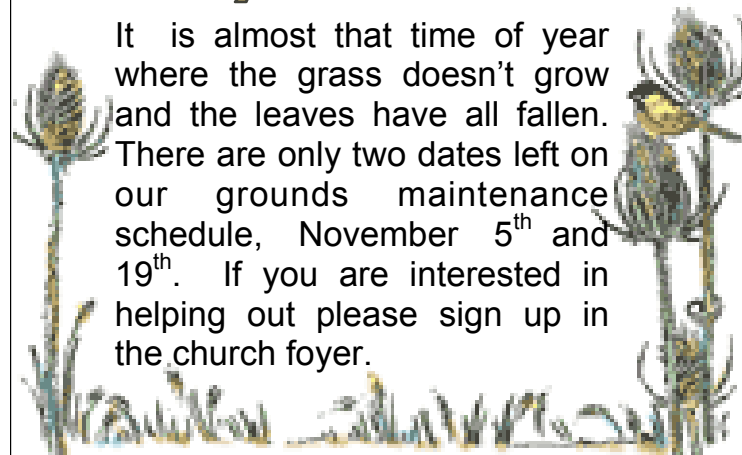 It is almost that time of year
where the grass doesn't grow
and the leaves have all fallen.
There are only two dates left on
our grounds maintenance
schedule, November 5th and
19th. If you are interested in
helping out please sign up in
the church foyer.